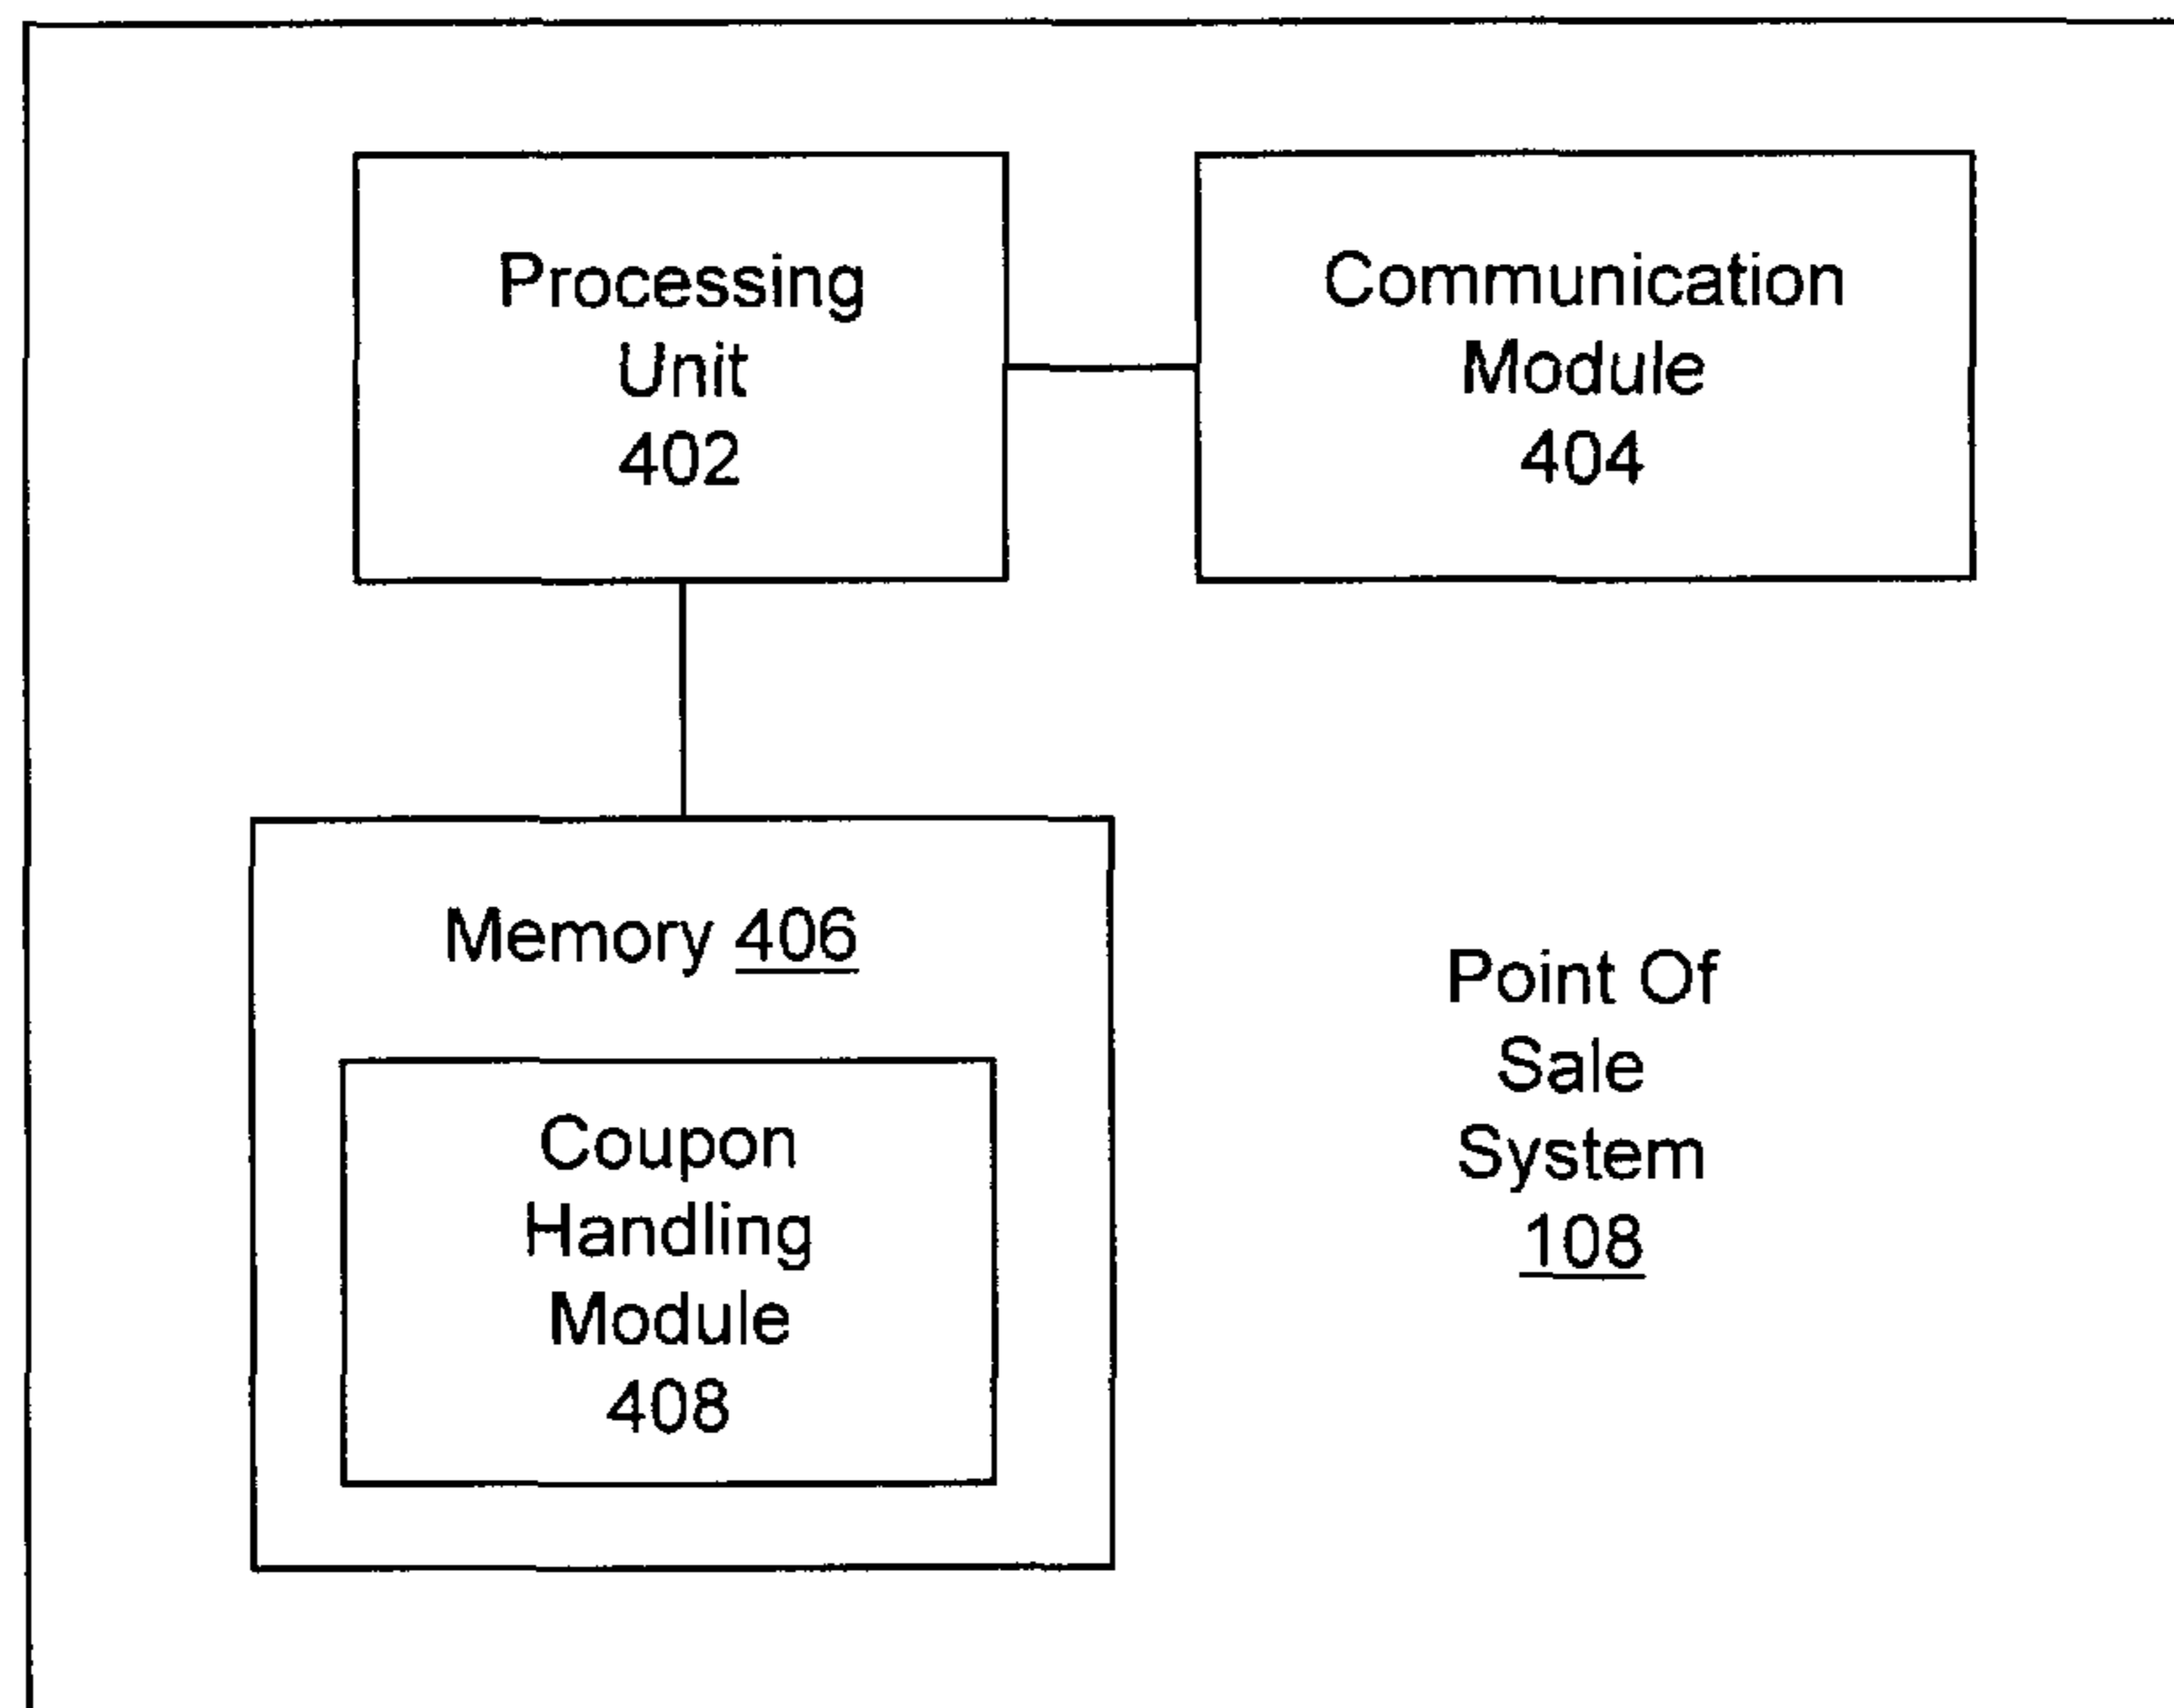 Processing
Unit
402
Communication
Module
404
Memory 406
Coupon
Handling
Module
408
Point Of
Sale
System
108